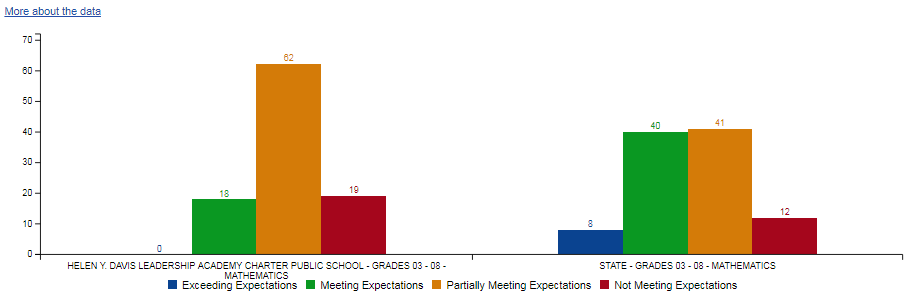 More about the data
70
60
50
40
30
20
10
0
0
18
62
19
8
40
41
12
HELEN Y. DAVIS LEADERSHIP ACADEMY CHARTER PUBLIC SCHOOL - GRADES 03 - 08 -
MATHEMATICS
STATE - GRADES 03 - 08 - MATHEMATICS
Exceeding Expectations
Meeting Expectations
Partially Meeting Expectations
Not Meeting Expectations